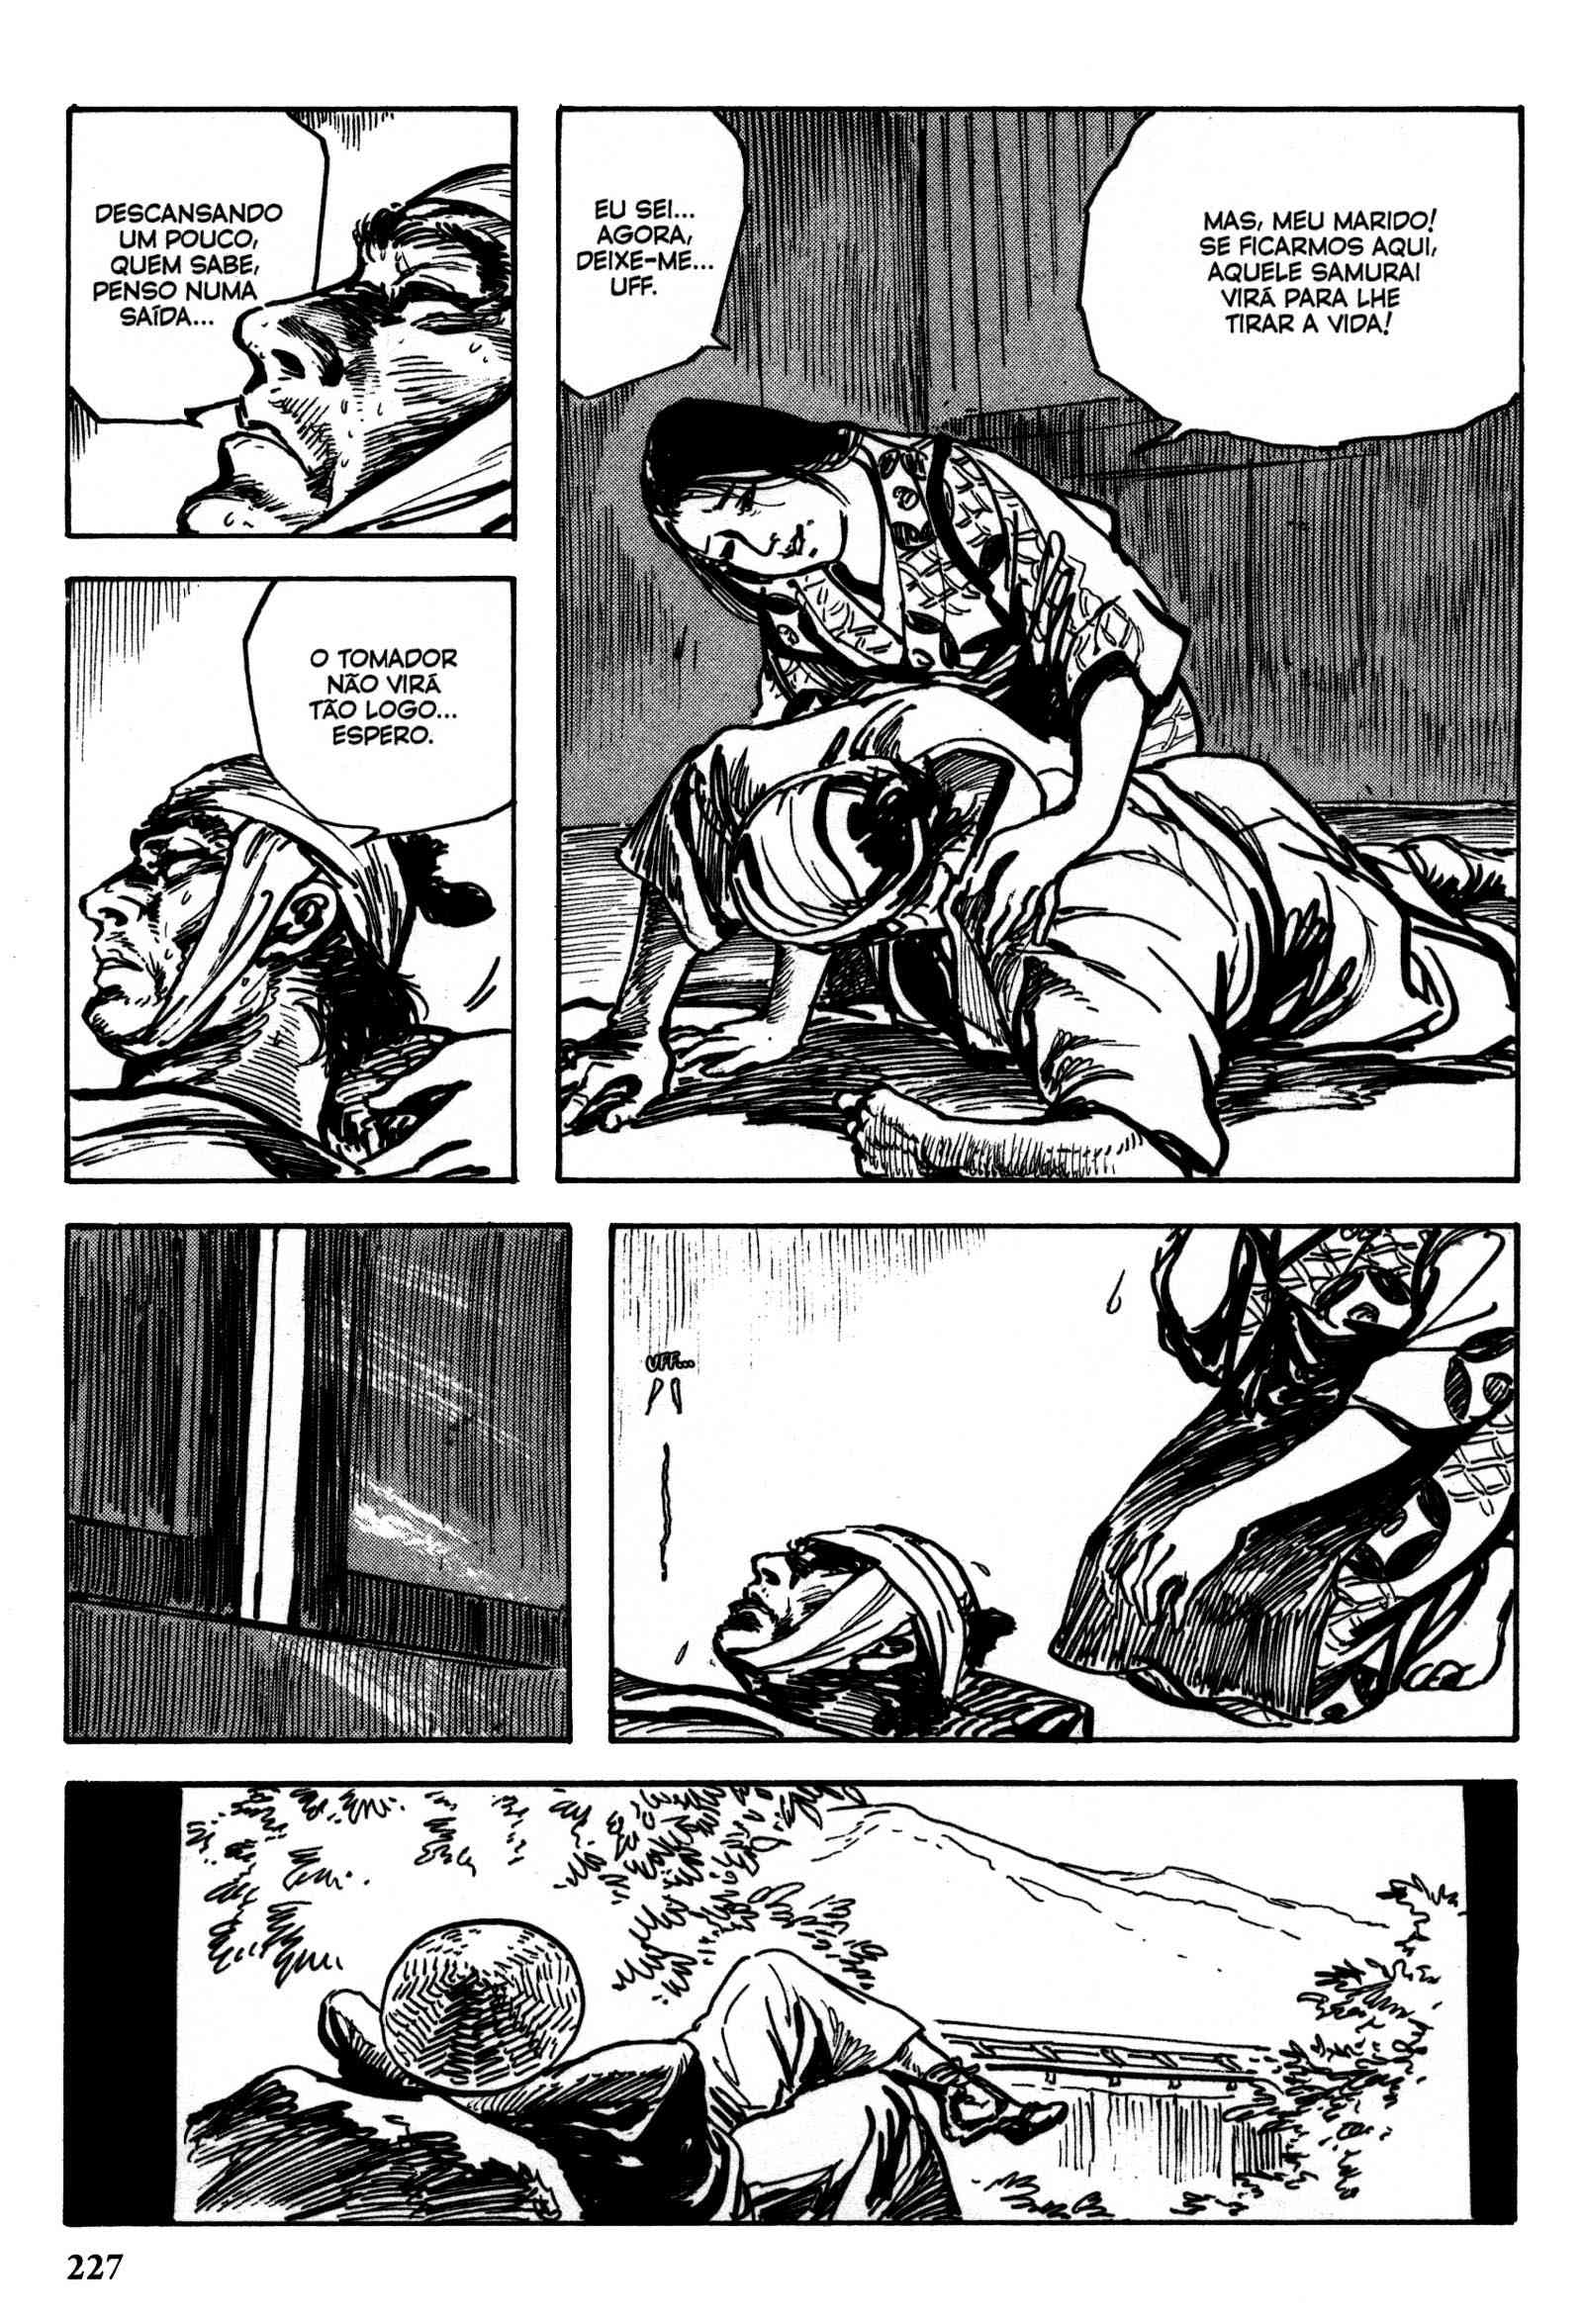 MAS, MEU MARIDO!
SE FICARMOS AQUI,
AQUELE SAMURAI
VIRÁ PARA LHE
TIRAR A VIDA!
EU SEI...
AGORA,
DEIXE-ME...
UFF.
DESCANSANDO
UM POUCO,
QUEM SABE,
PENSO NUMA
SAÍDA...
O TOMADOR
NÃO VIRÁ
TÃO LOGO...
ESPERO.
UFF...
227